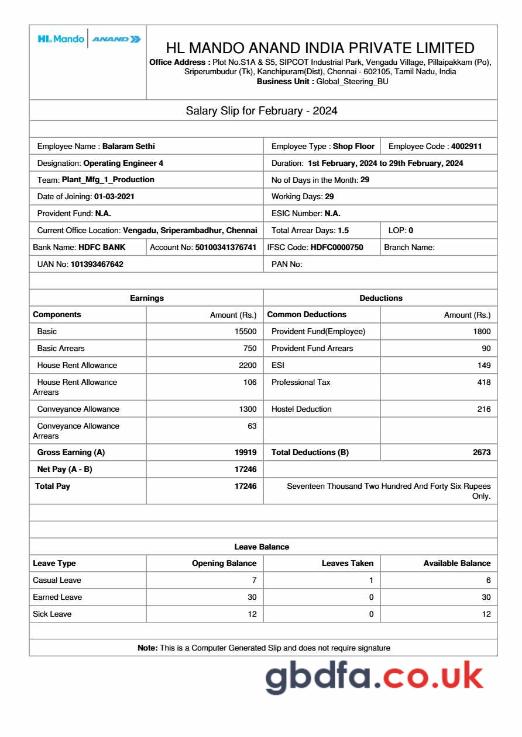 HL Mando ANAND
HL MANDO ANAND INDIA PRIVATE LIMITED
Office Address : Plot No.S1A & S5, SIPCOT Industrial Park, Vengadu Village, Pillaipakkam (Po),
Sriperumbudur (Tk), Kanchipuram(Dist), Chennai - 602105, Tamil Nadu, India
Business Unit : Global_Steering_BU
Salary Slip for February - 2024
Employee Name : Balaram Sethi Employee Type : Shop Floor Employee Code : 4002911
Designation: Operating Engineer 4 Duration: 1st February, 2024 to 29th February, 2024
Team: Plant_Mfg_1_Production No of Days in the Month: 29
Date of Joining: 01-03-2021 Working Days: 29
Provident Fund: N.A. ESIC Number: N.A.
Current Office Location: Vengadu, Sriperambadhur, Chennai Total Arrear Days: 1.5 LOP: 0
Bank Name: HDFC BANK Account No: 50100341376741 IFSC Code: HDFC0000750 Branch Name:
UAN No: 101393467642 PAN No:
Earnings Deductions
Components Amount (Rs.) Common Deductions Amount (Rs.)
Basic 15500 Provident Fund(Employee) 1800
Basic Arrears 750 Provident Fund Arrears 90
House Rent Allowance 2200 ESI 149
House Rent Allowance Arrears 106 Professional Tax 418
Conveyance Allowance 1300 Hostel Deduction 216
Conveyance Allowance Arrears 63
Gross Earning (A) 19919 Total Deductions (B) 2673
Net Pay (A - B) 17246
Total Pay 17246 Seventeen Thousand Two Hundred And Forty Six Rupees
Only.
Leave Balance
Leave Type Opening Balance Leaves Taken Available Balance
Casual Leave 7 1 6
Earned Leave 30 0 30
Sick Leave 12 0 12
Note: This is a Computer Generated Slip and does not require signature
gbdfa.co.uk